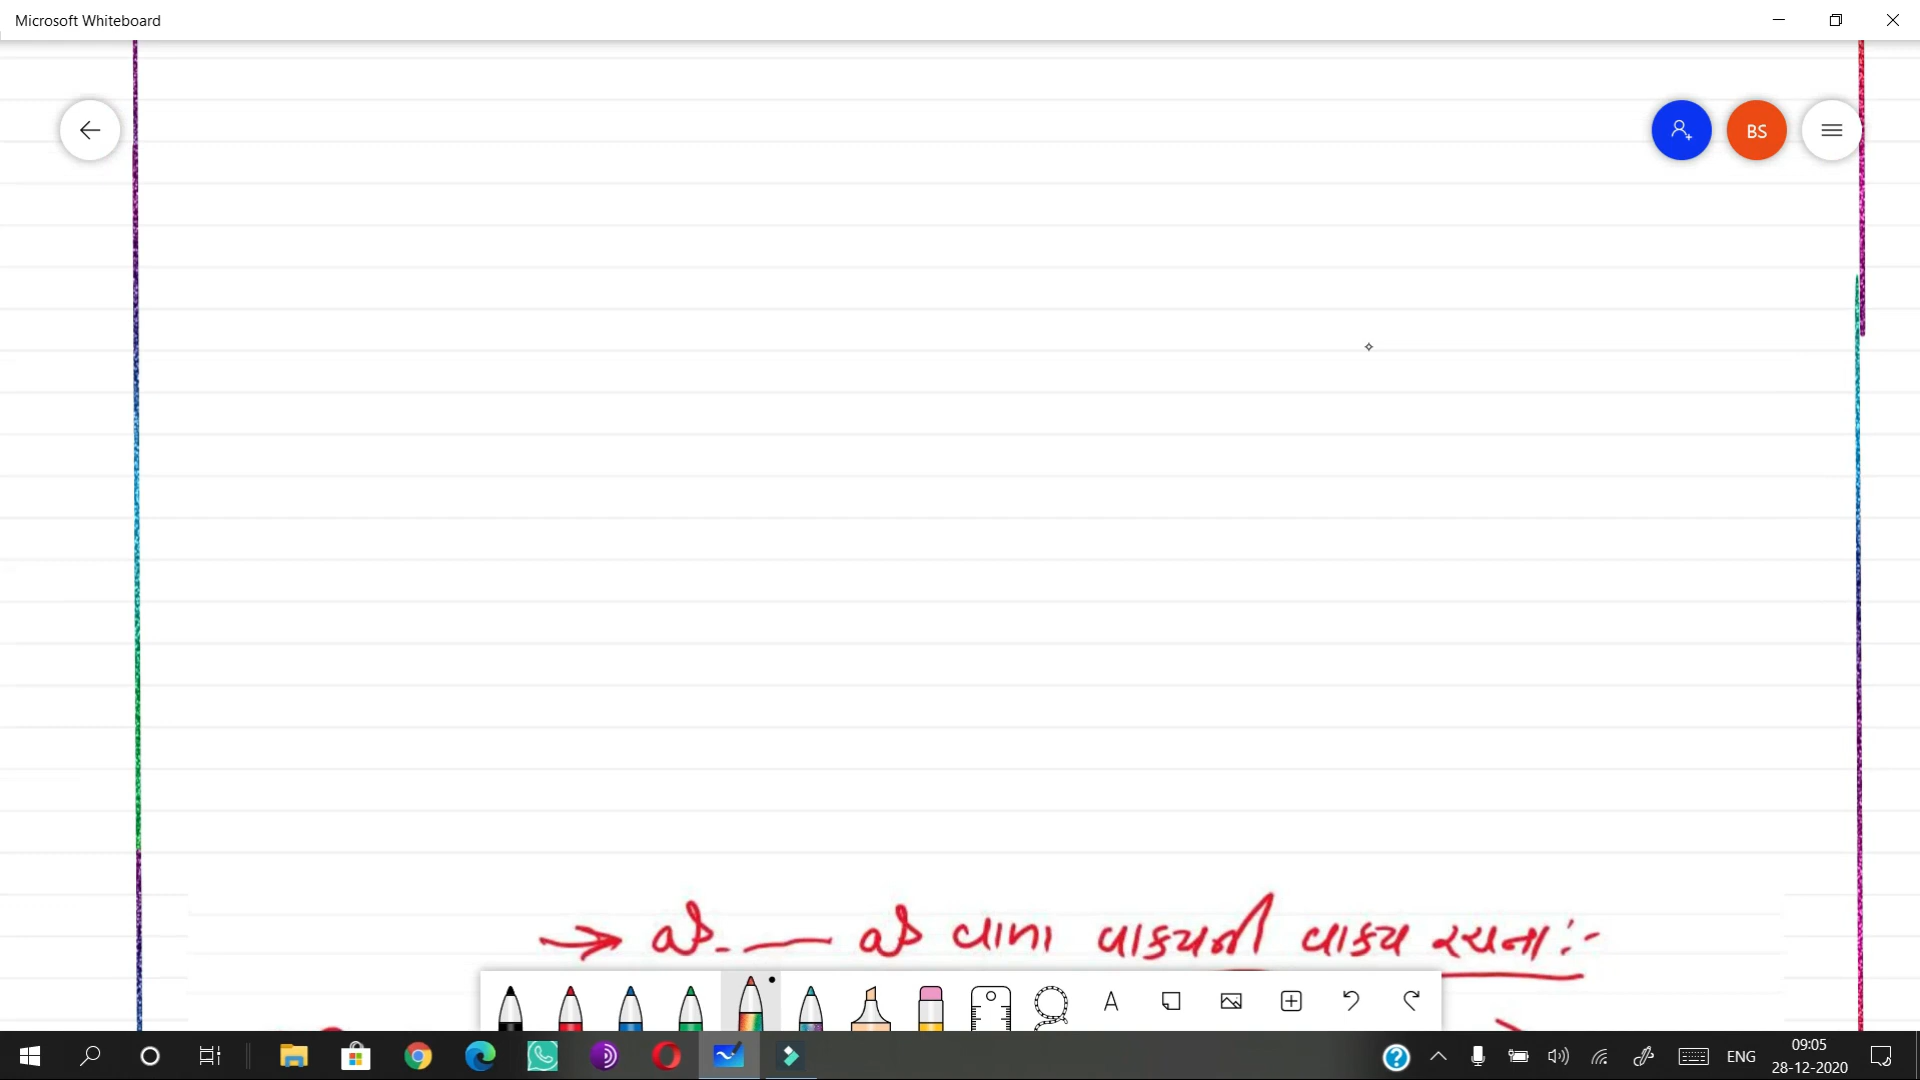 Microsoft Whiteboard
BS
→ જો - —— જો વાળા વાક્યની વાક્ય રચના :-
A
ENG
09:05
28-12-2020